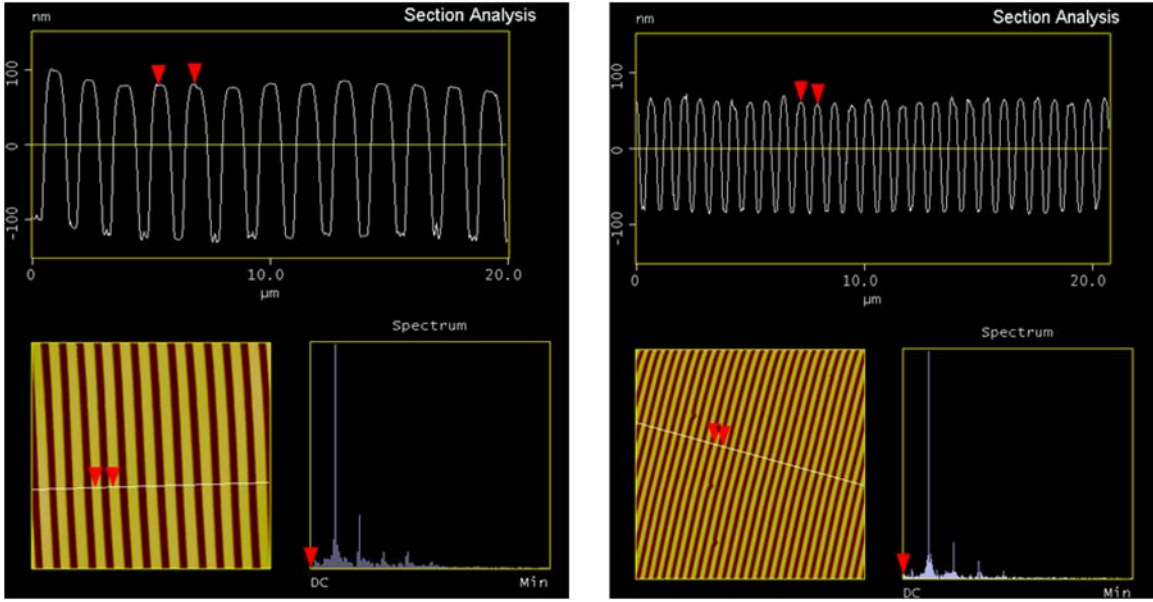 nm
Section Analysis
100
0
-100
0
10.0
20.0
µm
Spectrum
DC
Min
nm
Section Analysis
100
0
-100
0
10.0
20.0
µm
Spectrum
DC
Min